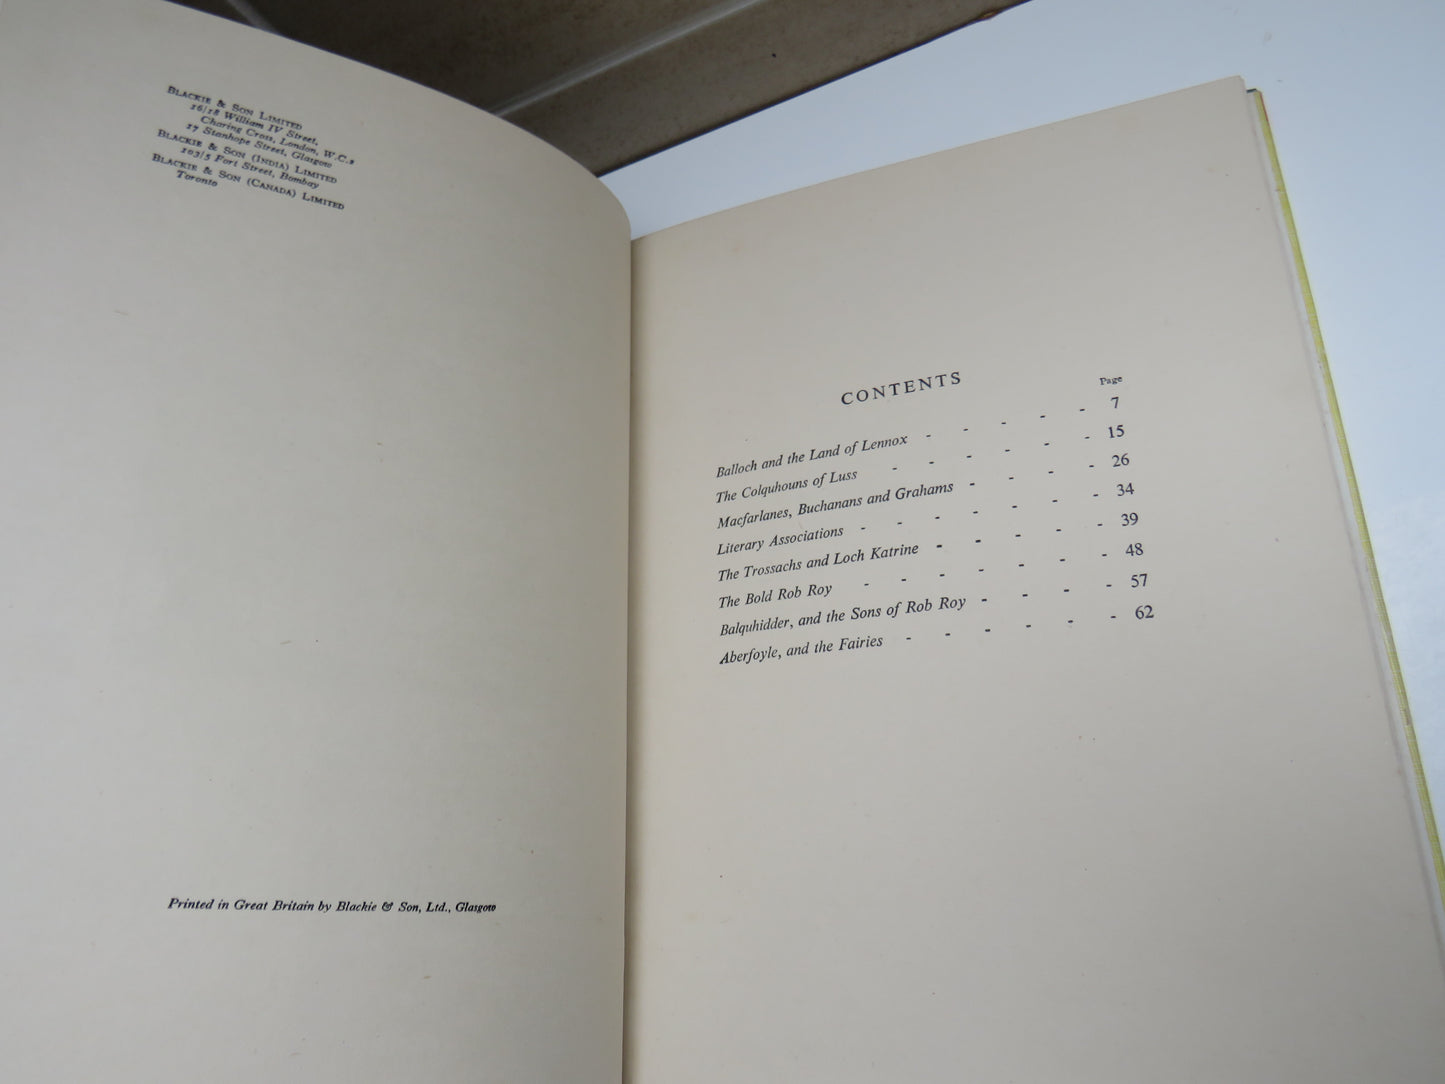 BLACKIE & SON LIMITED
16/18 William IV Street,
Charing Cross, London, W.C.2
17 Stanhope Street, Glasgow
BLACKIE & SON (INDIA) LIMITED
103/5 Fort Street, Bombay
BLACKIE & SON (CANADA) LIMITED
Toronto
Printed in Great Britain by Blackie & Son, Ltd., Glasgow
CONTENTS
Page
Balloch and the Land of Lennox - - - - - 7
The Colquhouns of Luss - - - - - - 15
Macfarlanes, Buchanans and Grahams - - - - 26
Literary Associations - - - - - - - 34
The Trossachs and Loch Katrine - - - - - 39
The Bold Rob Roy - - - - - - - 48
Balquhidder, and the Sons of Rob Roy - - - - 57
Aberfoyle, and the Fairies - - - - - - 62